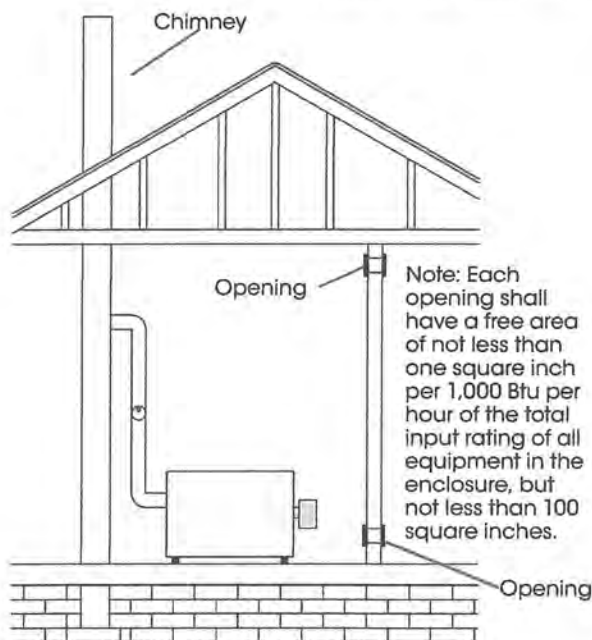 Chimney
Opening
Note: Each
opening shall
have a free area
of not less than
one square inch
per 1,000 Btu per
hour of the total
input rating of all
equipment in the
enclosure, but
not less than 100
square inches.
Opening